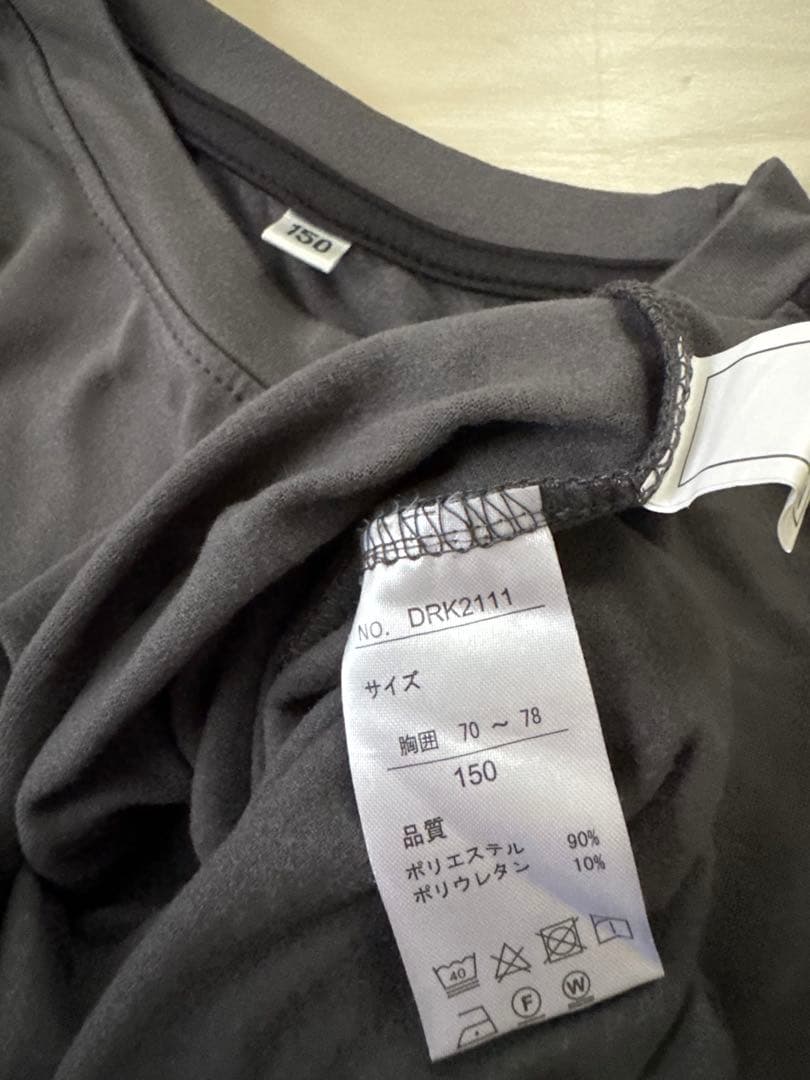 150
NO. DRK2111
サイズ
胸囲 70 ～ 78
150
品質
ポリエステル 90%
ポリウレタン 10%
40
F W